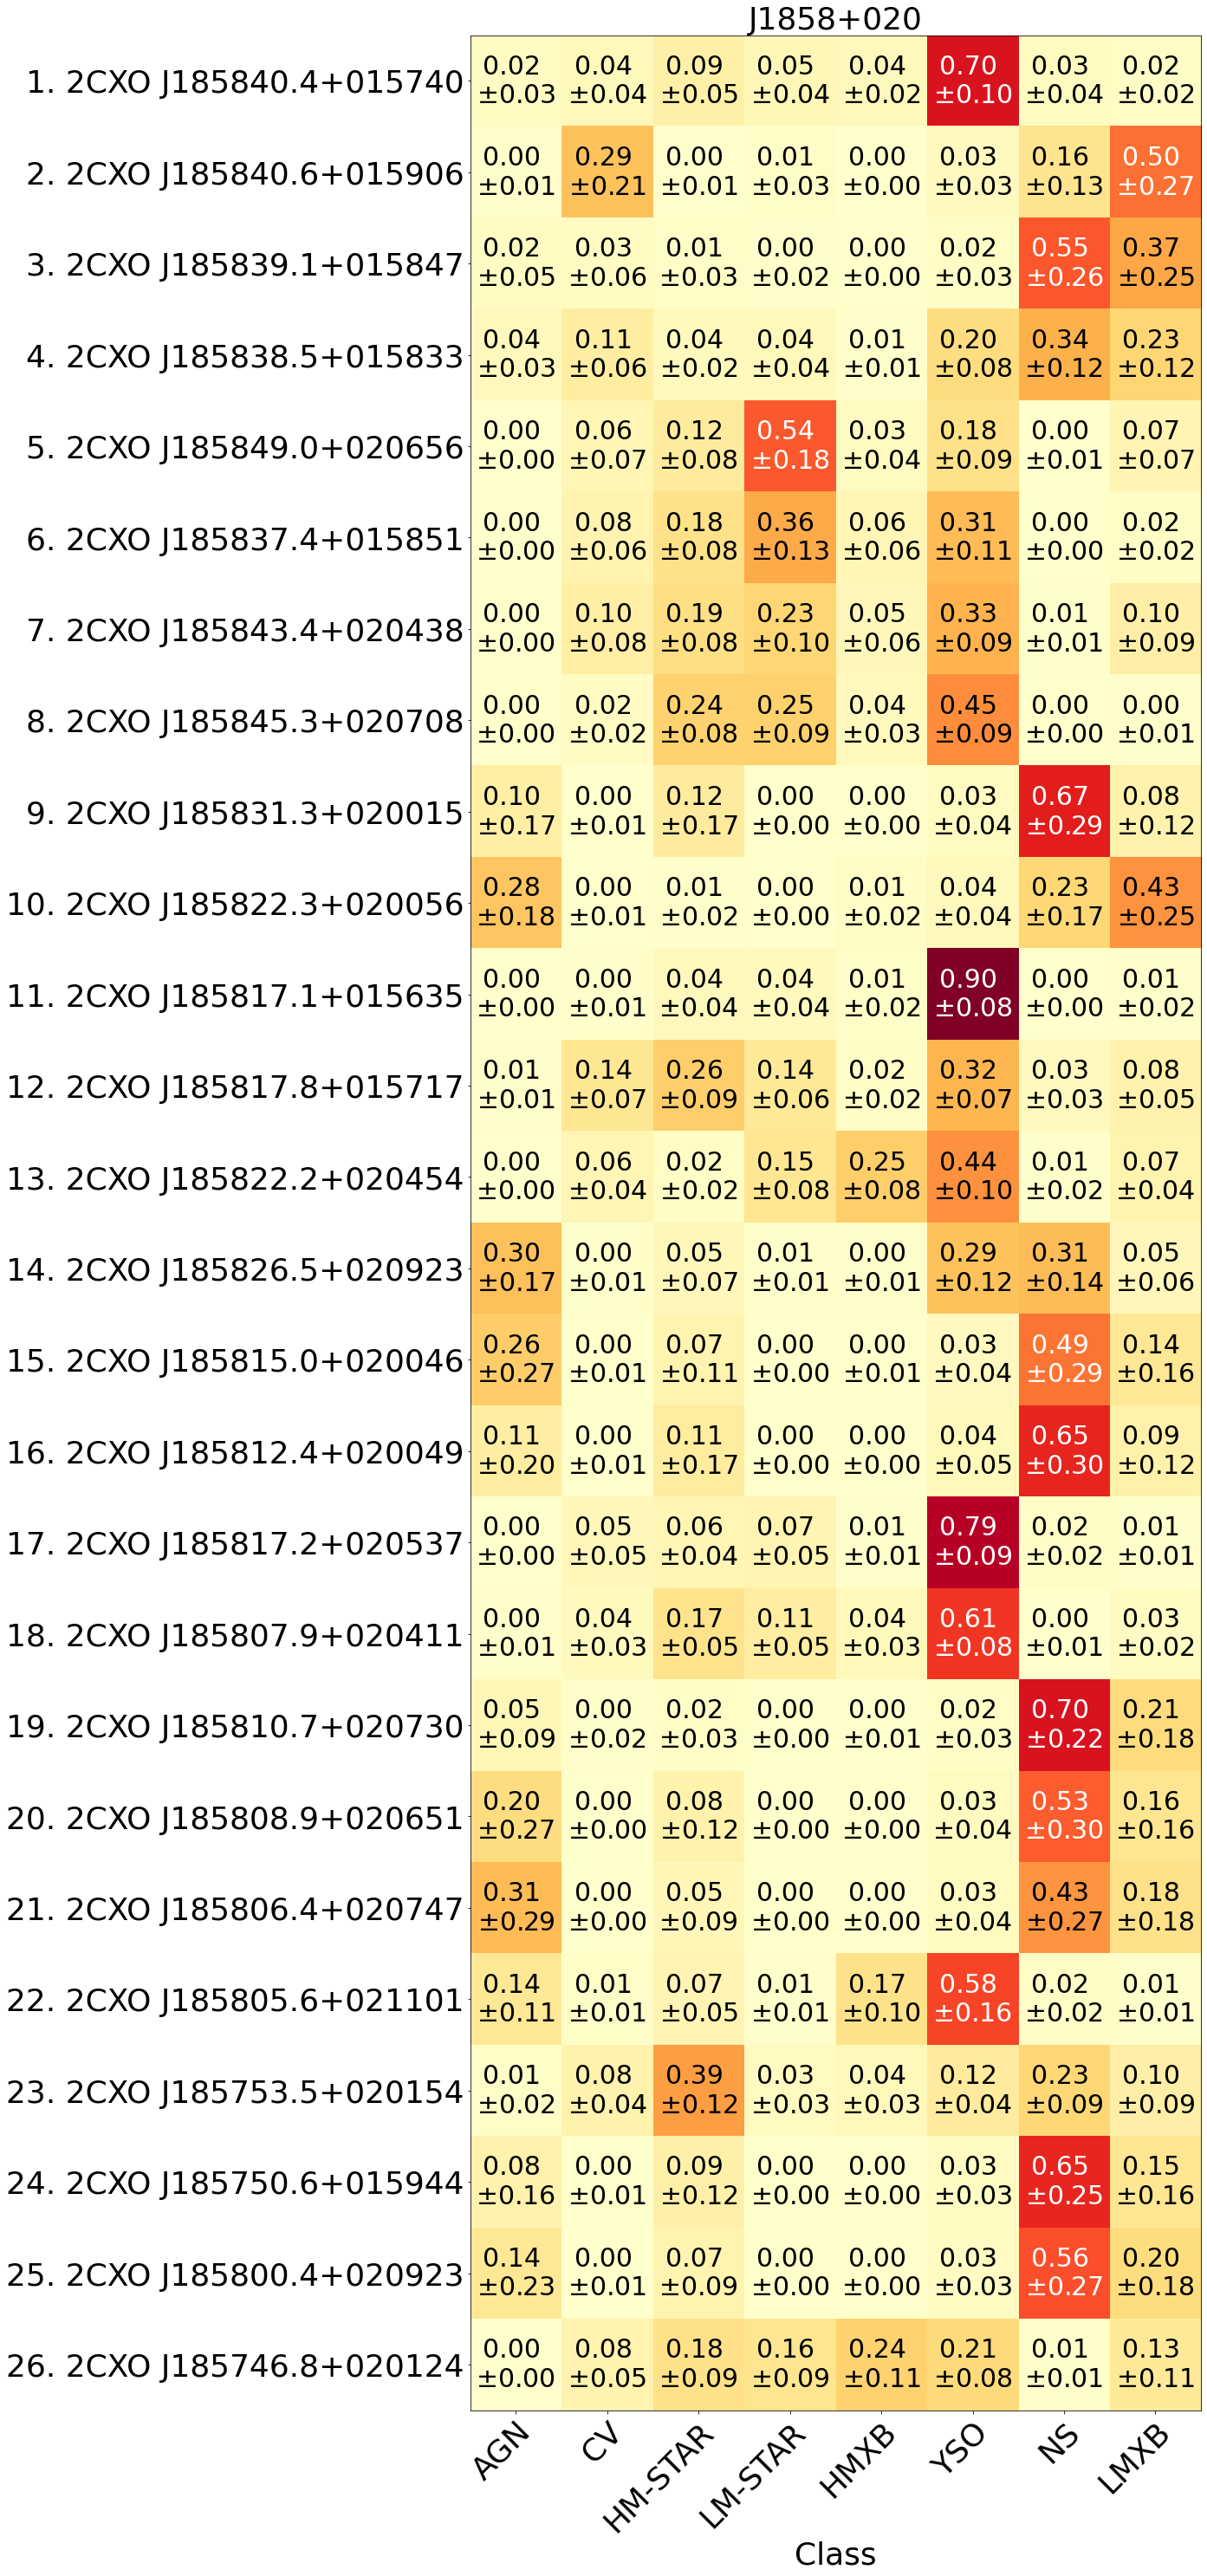 J1858+020
1. 2CXO J185840.4+015740 0.02 0.04 0.09 0.05 0.04 0.70 0.03 0.02
±0.03 ±0.04 ±0.05 ±0.04 ±0.02 ±0.10 ±0.04 ±0.02
2. 2CXO J185840.6+015906 0.00 0.29 0.00 0.01 0.00 0.03 0.16 0.50
±0.01 ±0.21 ±0.01 ±0.03 ±0.00 ±0.03 ±0.13 ±0.27
3. 2CXO J185839.1+015847 0.02 0.03 0.01 0.00 0.00 0.02 0.55 0.37
±0.05 ±0.06 ±0.03 ±0.02 ±0.00 ±0.03 ±0.26 ±0.25
4. 2CXO J185838.5+015833 0.04 0.11 0.04 0.04 0.01 0.20 0.34 0.23
±0.03 ±0.06 ±0.02 ±0.04 ±0.01 ±0.08 ±0.12 ±0.12
5. 2CXO J185849.0+020656 0.00 0.06 0.12 0.54 0.03 0.18 0.00 0.07
±0.00 ±0.07 ±0.08 ±0.18 ±0.04 ±0.09 ±0.01 ±0.07
6. 2CXO J185837.4+015851 0.00 0.08 0.18 0.36 0.06 0.31 0.00 0.02
±0.00 ±0.06 ±0.08 ±0.13 ±0.06 ±0.11 ±0.00 ±0.02
7. 2CXO J185843.4+020438 0.00 0.10 0.19 0.23 0.05 0.33 0.01 0.10
±0.00 ±0.08 ±0.08 ±0.10 ±0.06 ±0.09 ±0.01 ±0.09
8. 2CXO J185845.3+020708 0.00 0.02 0.24 0.25 0.04 0.45 0.00 0.00
±0.00 ±0.02 ±0.08 ±0.09 ±0.03 ±0.09 ±0.00 ±0.01
9. 2CXO J185831.3+020015 0.10 0.00 0.12 0.00 0.00 0.03 0.67 0.08
±0.17 ±0.01 ±0.17 ±0.00 ±0.00 ±0.04 ±0.29 ±0.12
10. 2CXO J185822.3+020056 0.28 0.00 0.01 0.00 0.01 0.04 0.23 0.43
±0.18 ±0.01 ±0.02 ±0.00 ±0.02 ±0.04 ±0.17 ±0.25
11. 2CXO J185817.1+015635 0.00 0.00 0.04 0.04 0.01 0.90 0.00 0.01
±0.00 ±0.01 ±0.04 ±0.04 ±0.02 ±0.08 ±0.00 ±0.02
12. 2CXO J185817.8+015717 0.01 0.14 0.26 0.14 0.02 0.32 0.03 0.08
±0.01 ±0.07 ±0.09 ±0.06 ±0.02 ±0.07 ±0.03 ±0.05
13. 2CXO J185822.2+020454 0.00 0.06 0.02 0.15 0.25 0.44 0.01 0.07
±0.00 ±0.04 ±0.02 ±0.08 ±0.08 ±0.10 ±0.02 ±0.04
14. 2CXO J185826.5+020923 0.30 0.00 0.05 0.01 0.00 0.29 0.31 0.05
±0.17 ±0.01 ±0.07 ±0.01 ±0.01 ±0.12 ±0.14 ±0.06
15. 2CXO J185815.0+020046 0.26 0.00 0.07 0.00 0.00 0.03 0.49 0.14
±0.27 ±0.01 ±0.11 ±0.00 ±0.01 ±0.04 ±0.29 ±0.16
16. 2CXO J185812.4+020049 0.11 0.00 0.11 0.00 0.00 0.04 0.65 0.09
±0.20 ±0.01 ±0.17 ±0.00 ±0.00 ±0.05 ±0.30 ±0.12
17. 2CXO J185817.2+020537 0.00 0.05 0.06 0.07 0.01 0.79 0.02 0.01
±0.00 ±0.05 ±0.04 ±0.05 ±0.01 ±0.09 ±0.02 ±0.01
18. 2CXO J185807.9+020411 0.00 0.04 0.17 0.11 0.04 0.61 0.00 0.03
±0.01 ±0.03 ±0.05 ±0.05 ±0.03 ±0.08 ±0.01 ±0.02
19. 2CXO J185810.7+020730 0.05 0.00 0.02 0.00 0.00 0.02 0.70 0.21
±0.09 ±0.02 ±0.03 ±0.00 ±0.01 ±0.03 ±0.22 ±0.18
20. 2CXO J185808.9+020651 0.20 0.00 0.08 0.00 0.00 0.03 0.53 0.16
±0.27 ±0.00 ±0.12 ±0.00 ±0.00 ±0.04 ±0.30 ±0.16
21. 2CXO J185806.4+020747 0.31 0.00 0.05 0.00 0.00 0.03 0.43 0.18
±0.29 ±0.00 ±0.09 ±0.00 ±0.00 ±0.04 ±0.27 ±0.18
22. 2CXO J185805.6+021101 0.14 0.01 0.07 0.01 0.17 0.58 0.02 0.01
±0.11 ±0.01 ±0.05 ±0.01 ±0.10 ±0.16 ±0.02 ±0.01
23. 2CXO J185753.5+020154 0.01 0.08 0.39 0.03 0.04 0.12 0.23 0.10
±0.02 ±0.04 ±0.12 ±0.03 ±0.03 ±0.04 ±0.09 ±0.09
24. 2CXO J185750.6+015944 0.08 0.00 0.09 0.00 0.00 0.03 0.65 0.15
±0.16 ±0.01 ±0.12 ±0.00 ±0.00 ±0.03 ±0.25 ±0.16
25. 2CXO J185800.4+020923 0.14 0.00 0.07 0.00 0.00 0.03 0.56 0.20
±0.23 ±0.01 ±0.09 ±0.00 ±0.00 ±0.03 ±0.27 ±0.18
26. 2CXO J185746.8+020124 0.00 0.08 0.18 0.16 0.24 0.21 0.01 0.13
±0.00 ±0.05 ±0.09 ±0.09 ±0.11 ±0.08 ±0.01 ±0.11
AGN CV HM-STAR LM-STAR HMXB YSO NS LMXB
Class